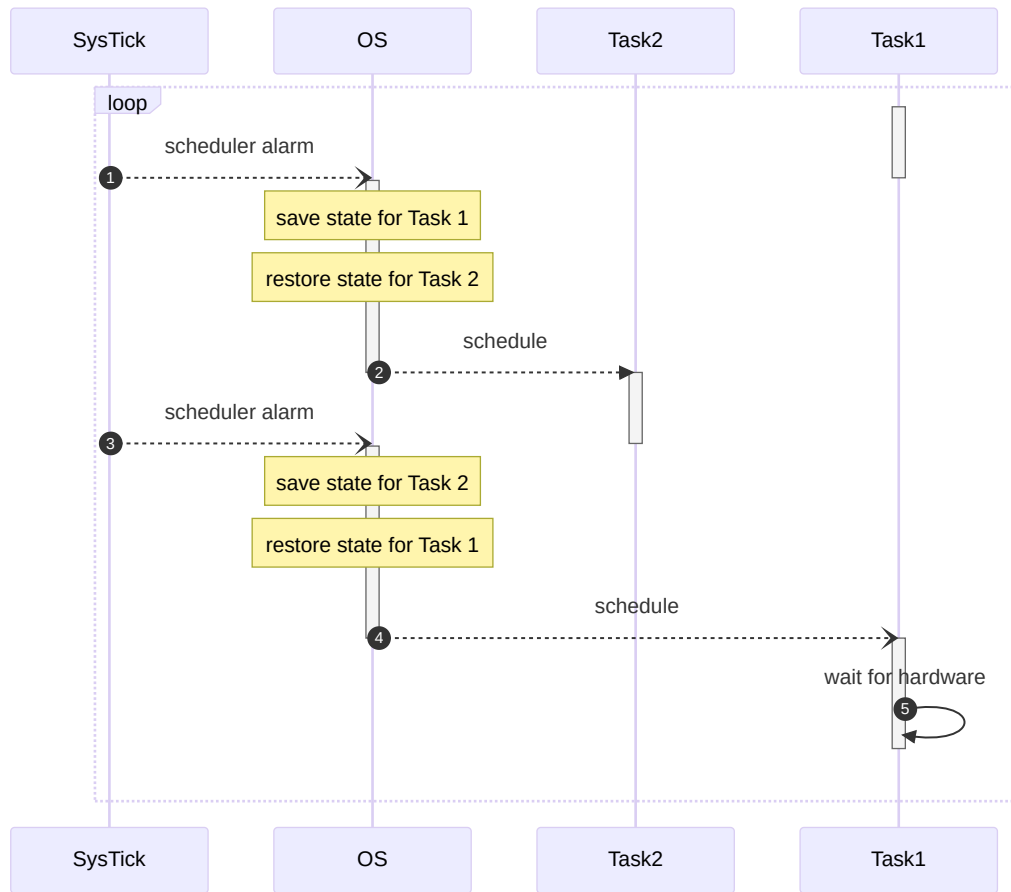 SysTick
OS
Task2
Task1
loop
scheduler alarm
1
save state for Task 1
restore state for Task 2
schedule
2
scheduler alarm
3
save state for Task 2
restore state for Task 1
schedule
4
wait for hardware
5
SysTick
OS
Task2
Task1